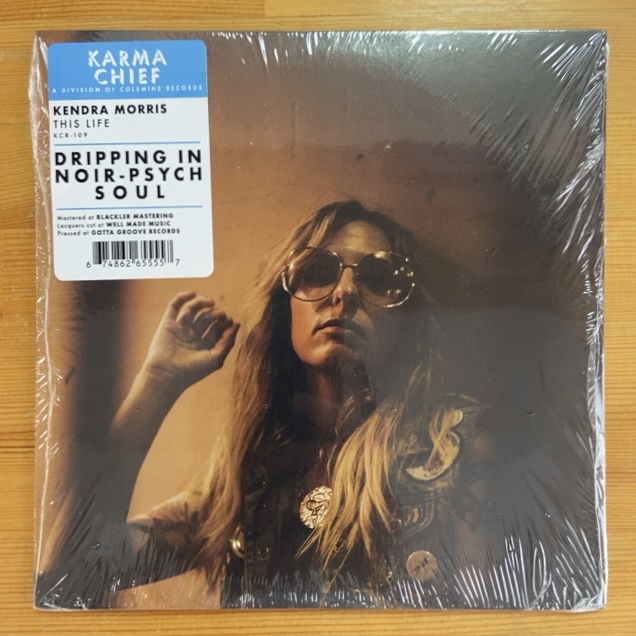 KARMA
CHIEF
A DIVISION OF COLEMINE RECORDS
KENDRA MORRIS
THIS LIFE
KCR-109
DRIPPING IN
NOIR-PSYCH
SOUL
Mastered at BLACKLER MASTERING
Lacquers cut at WELL MADE MUSIC
Pressed at GOTTA GROOVE RECORDS
6 74862 65555 7